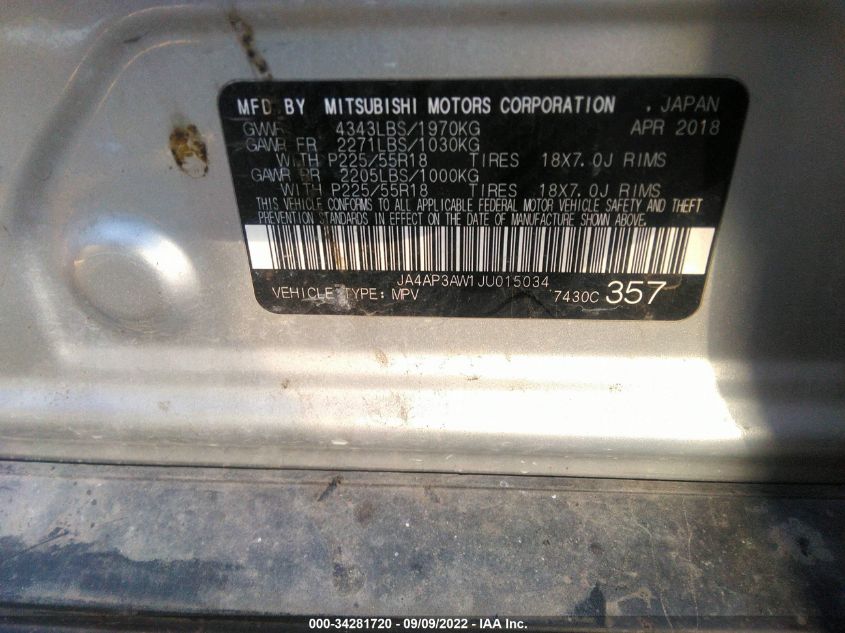 MFD BY MITSUBISHI MOTORS CORPORATION . JAPAN
GVWR 4343LBS/1970KG APR 2018
GAWR FR 2271LBS/1030KG
WITH P225/55R18 TIRES 18X7.0J RIMS
GAWR RR 2205LBS/1000KG
WITH P225/55R18 TIRES 18X7.0J RIMS
THIS VEHICLE CONFORMS TO ALL APPLICABLE FEDERAL MOTOR VEHICLE SAFETY AND THEFT
PREVENTION STANDARDS IN EFFECT ON THE DATE OF MANUFACTURE SHOWN ABOVE.
JA4AP3AW1JU015034
VEHICLE TYPE: MPV 7430C 357
000-34281720 - 09/09/2022 - IAA Inc.